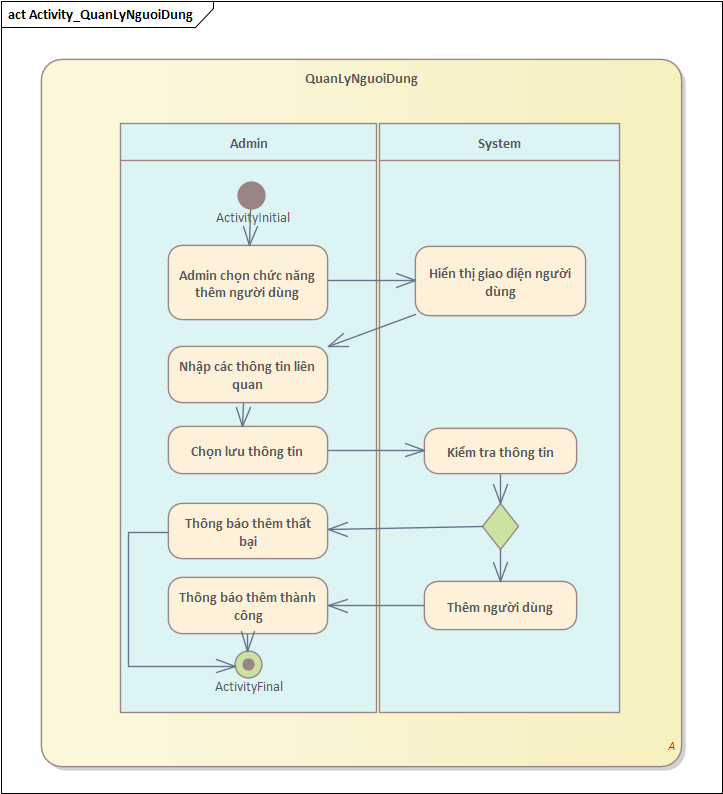 act Activity_QuanLyNguoiDung
QuanLyNguoiDung
Admin
System
ActivityInitial
Admin chọn chức năng
thêm người dùng
Hiển thị giao diện người
dùng
Nhập các thông tin liên
quan
Chọn lưu thông tin
Kiểm tra thông tin
Thông báo thêm thất
bại
Thông báo thêm thành
công
Thêm người dùng
ActivityFinal
A